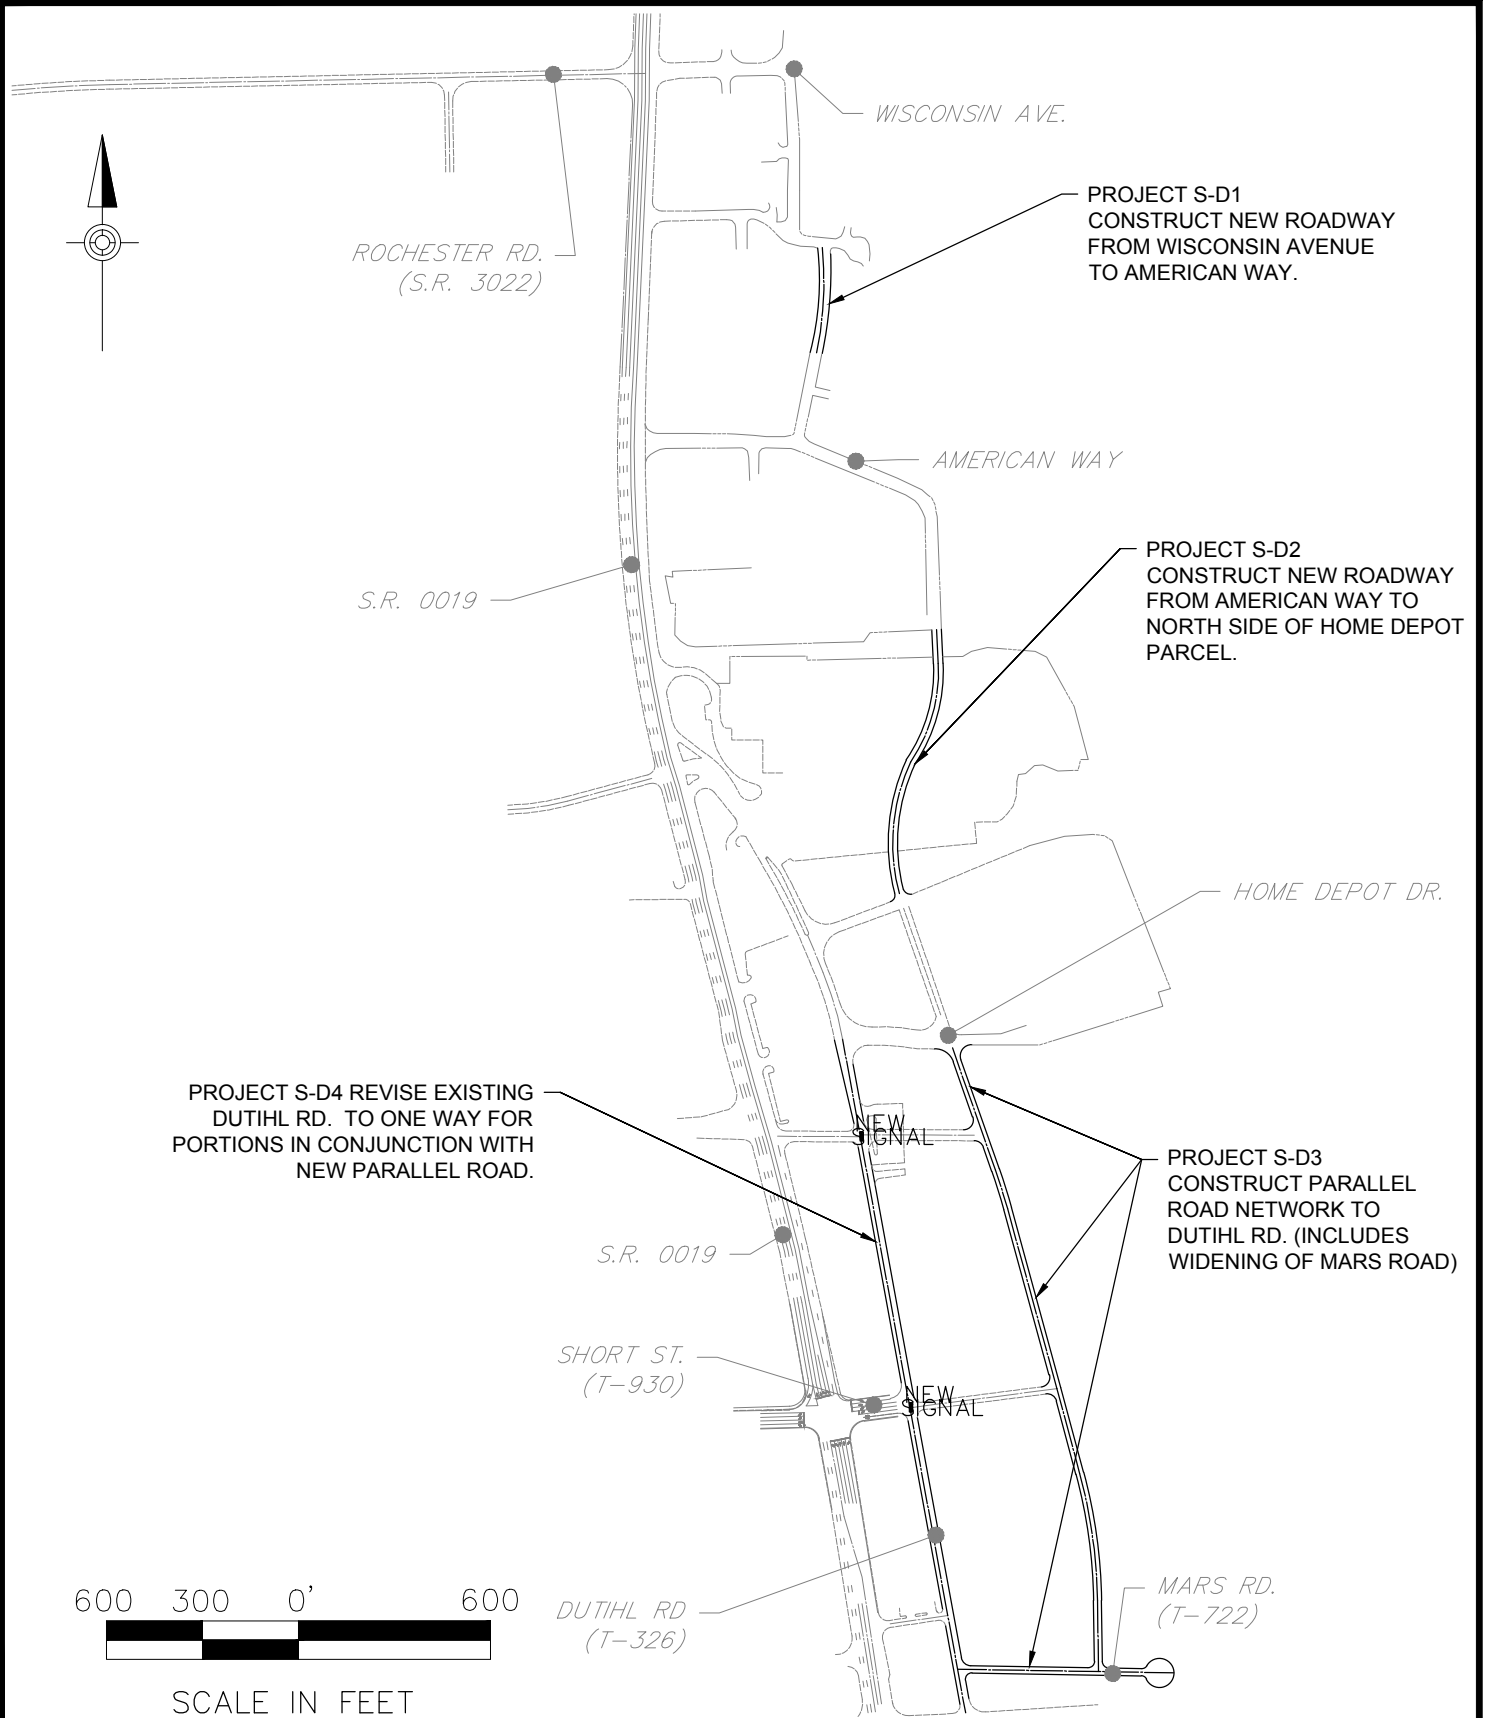 WISCONSIN AVE.
PROJECT S-D1
CONSTRUCT NEW ROADWAY
FROM WISCONSIN AVENUE
TO AMERICAN WAY.
ROCHESTER RD.
(S.R. 3022)
AMERICAN WAY
PROJECT S-D2
CONSTRUCT NEW ROADWAY
FROM AMERICAN WAY TO
NORTH SIDE OF HOME DEPOT
PARCEL.
S.R. 0019
HOME DEPOT DR.
PROJECT S-D4 REVISE EXISTING
DUTIHL RD. TO ONE WAY FOR
PORTIONS IN CONJUNCTION WITH
NEW PARALLEL ROAD.
NEW
SIGNAL
PROJECT S-D3
CONSTRUCT PARALLEL
ROAD NETWORK TO
DUTIHL RD. (INCLUDES
WIDENING OF MARS ROAD)
S.R. 0019
SHORT ST.
(T-930)
NEW
SIGNAL
DUTIHL RD
(T-326)
MARS RD.
(T-722)
600 300 0' 600
SCALE IN FEET